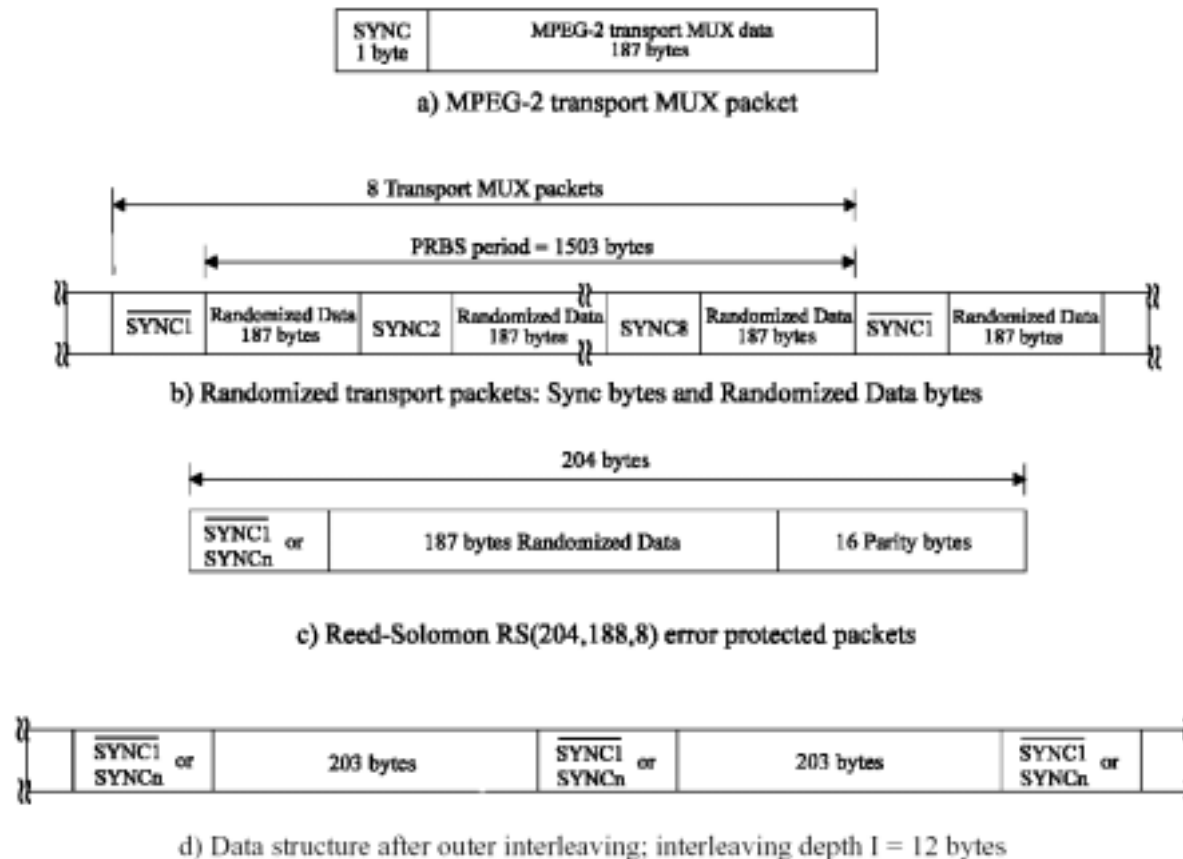 SYNC
1 byte
MPEG-2 transport MUX data
187 bytes
a) MPEG-2 transport MUX packet
8 Transport MUX packets
PRBS period = 1503 bytes
SYNC1
Randomized Data
187 bytes
SYNC2
Randomized Data
187 bytes
SYNC8
Randomized Data
187 bytes
SYNC1
Randomized Data
187 bytes
b) Randomized transport packets: Sync bytes and Randomized Data bytes
204 bytes
SYNC1 or
SYNCn
187 bytes Randomized Data
16 Parity bytes
c) Reed-Solomon RS(204,188,8) error protected packets
SYNC1 or
SYNCn
203 bytes
SYNC1 or
SYNCn
203 bytes
SYNC1 or
SYNCn
d) Data structure after outer interleaving; interleaving depth I = 12 bytes